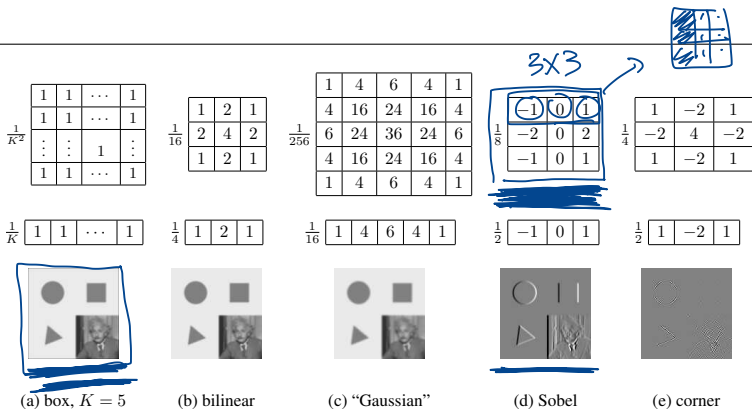 3X3
1/K² 1 1 ⋯ 1
1 1 ⋯ 1
⋮ ⋮ 1 ⋮
1 1 ⋯ 1
1/16 1 2 1
2 4 2
1 2 1
1/256 1 4 6 4 1
4 16 24 16 4
6 24 36 24 6
4 16 24 16 4
1 4 6 4 1
1/8 −1 0 1
−2 0 2
−1 0 1
1/4 1 −2 1
−2 4 −2
1 −2 1
1/K 1 1 ⋯ 1
1/4 1 2 1
1/16 1 4 6 4 1
1/2 −1 0 1
1/2 1 −2 1
(a) box, K = 5
(b) bilinear
(c) “Gaussian”
(d) Sobel
(e) corner